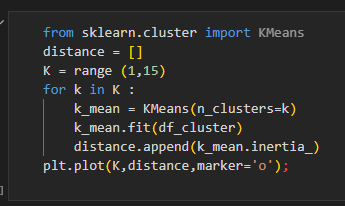 from sklearn.cluster import KMeans
distance = []
K = range (1,15)
for k in K :
    k_mean = KMeans(n_clusters=k)
    k_mean.fit(df_cluster)
    distance.append(k_mean.inertia_)
plt.plot(K,distance,marker='o');
]